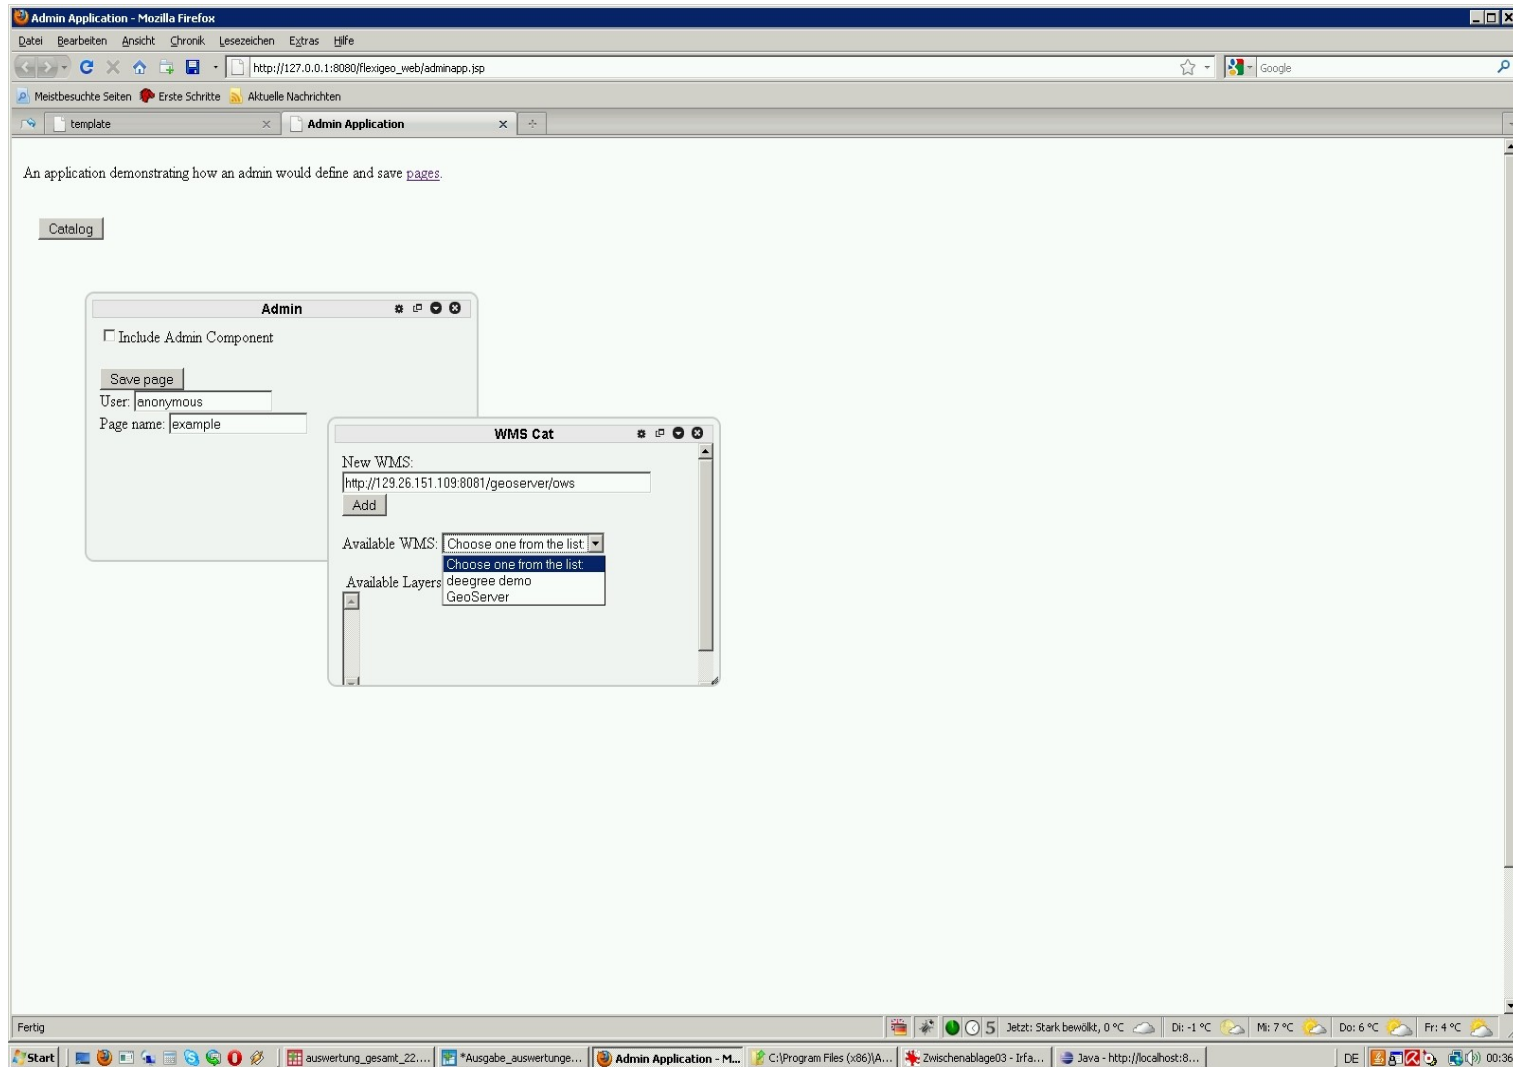 Admin Application - Mozilla Firefox
Datei Bearbeiten Ansicht Chronik Lesezeichen Extras Hilfe
http://127.0.0.1:8080/flexigeo_web/adminapp.jsp
Google
Meistbesuchte Seiten Erste Schritte Aktuelle Nachrichten
template Admin Application
An application demonstrating how an admin would define and save pages.
Catalog
Admin
Include Admin Component
Save page
User: anonymous
Page name: example
WMS Cat
New WMS:
http://129.26.151.109:8081/geoserver/ows
Add
Available WMS: Choose one from the list:
Choose one from the list:
deegree demo
GeoServer
Available Layers
Fertig
5 Jetzt: Stark bewölkt, 0 °C Di: -1 °C Mi: 7 °C Do: 6 °C Fr: 4 °C
Start auswertung_gesamt_22.... *Ausgabe_auswertunge... Admin Application - M... C:\Program Files (x86)\A... Zwischenablage03 - Irfa... Java - http://localhost:8... DE 00:36